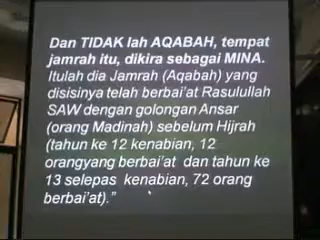 Dan TIDAK lah AQABAH, tempat
jamrah itu, dikira sebagai MINA.
Itulah dia Jamrah (Aqabah) yang
disisinya telah berbai'at Rasulullah
SAW dengan golongan Ansar
(orang Madinah) sebelum Hijrah
(tahun ke 12 kenabian, 12
orangyang berbai'at dan tahun ke
13 selepas kenabian, 72 orang
berbai'at)."